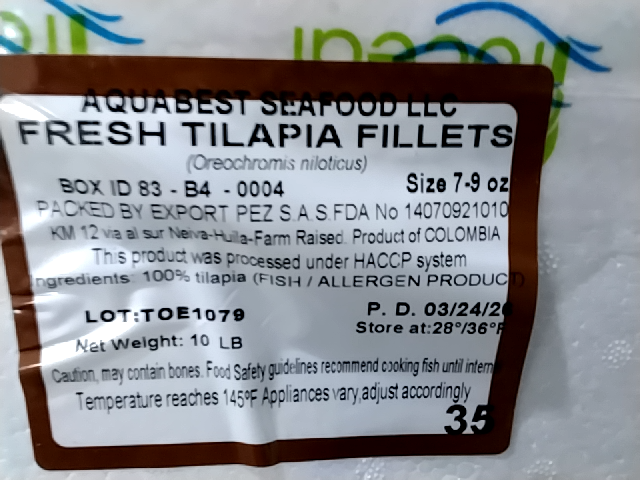 AQUABEST SEAFOOD LLC
FRESH TILAPIA FILLETS
(Oreochromis niloticus)
BOX ID 83 - B4 - 0004 Size 7-9 oz
PACKED BY EXPORT PEZ S.A.S.FDA No 14070921010
KM 12 via al sur Neiva-Huila-Farm Raised. Product of COLOMBIA
This product was processed under HACCP system
Ingredients: 100% tilapia (FISH / ALLERGEN PRODUCT)
LOT:TOE1079 P. D. 03/24/20
Net Weight: 10 LB Store at:28°/36°F
Caution, may contain bones. Food Safety guidelines recommend cooking fish until intern
Temperature reaches 145°F Appliances vary,adjust accordingly
35